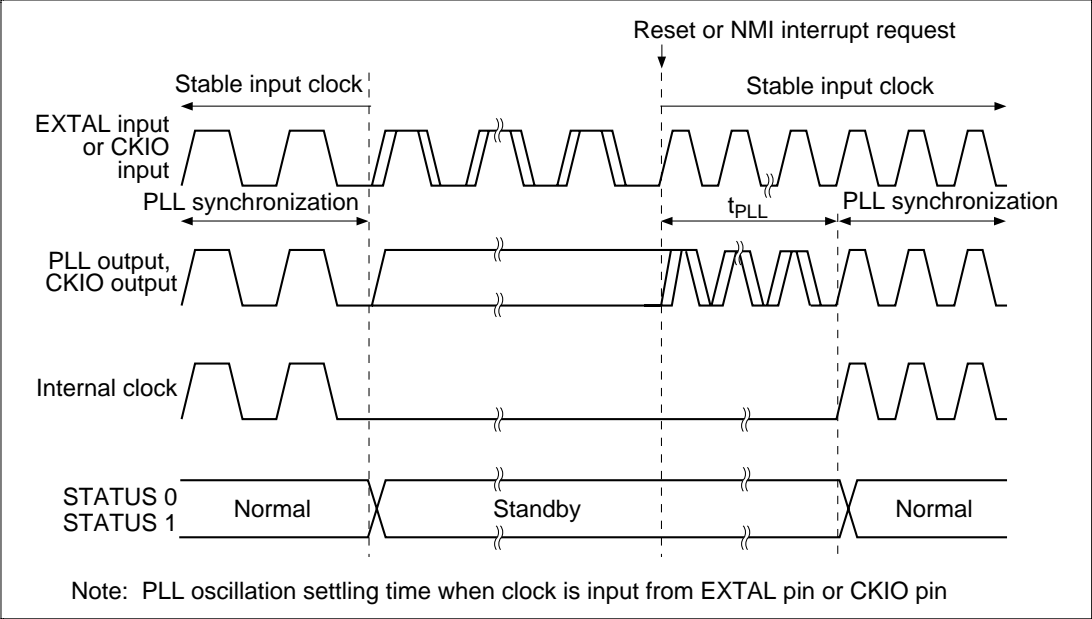 Reset or NMI interrupt request
Stable input clock
Stable input clock
EXTAL input
or CKIO
input
PLL synchronization
tPLL
PLL synchronization
PLL output,
CKIO output
Internal clock
STATUS 0
STATUS 1
Normal
Standby
Normal
Note: PLL oscillation settling time when clock is input from EXTAL pin or CKIO pin